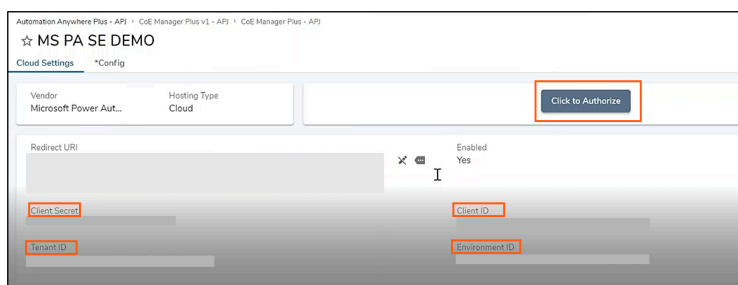 Automation Anywhere Plus - APJ › CoE Manager Plus v1 - APJ › CoE Manager Plus - APJ
☆ MS PA SE DEMO
Cloud Settings *Config
Vendor Hosting Type
Microsoft Power Aut... Cloud
Click to Authorize
Redirect URI Enabled
Yes
Client Secret Client ID
Tenant ID Environment ID